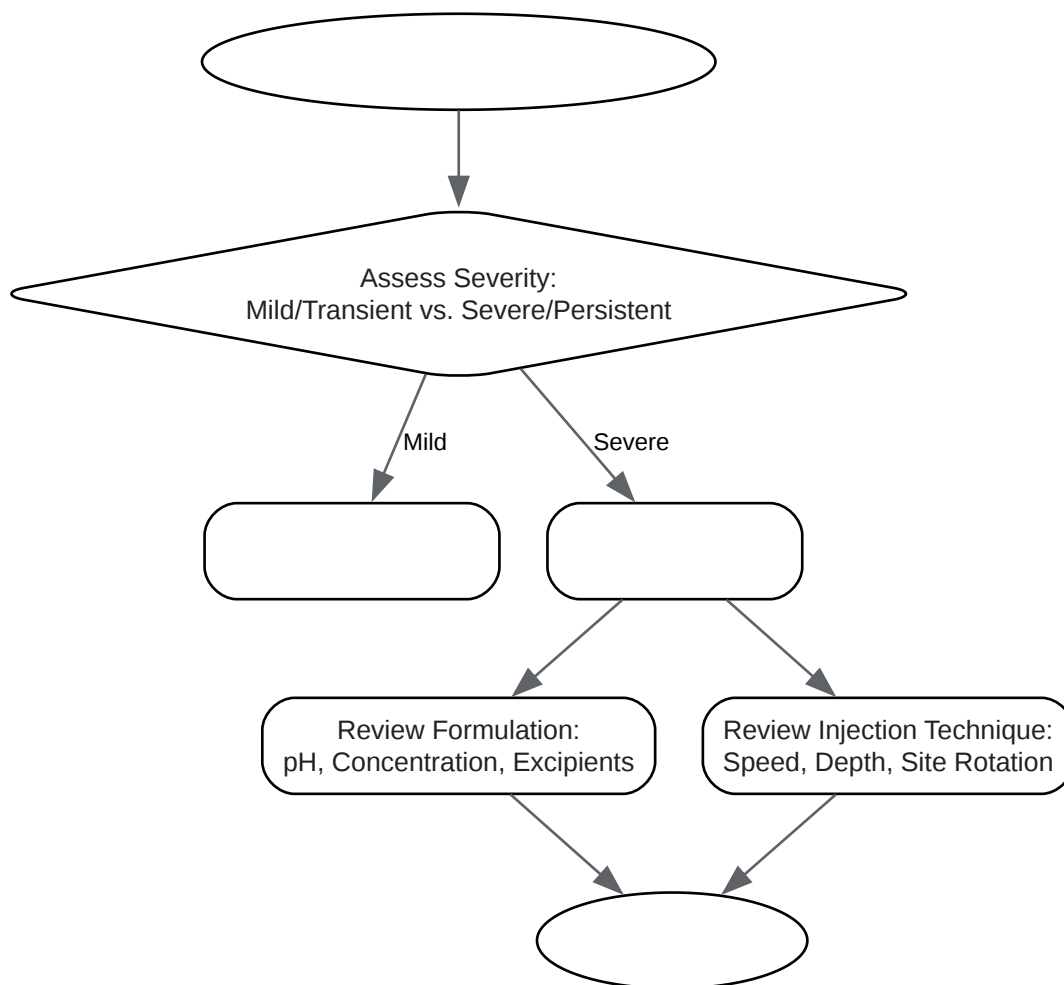 Assess Severity:
Mild/Transient vs. Severe/Persistent
Mild
Severe
Review Formulation:
pH, Concentration, Excipients
Review Injection Technique:
Speed, Depth, Site Rotation